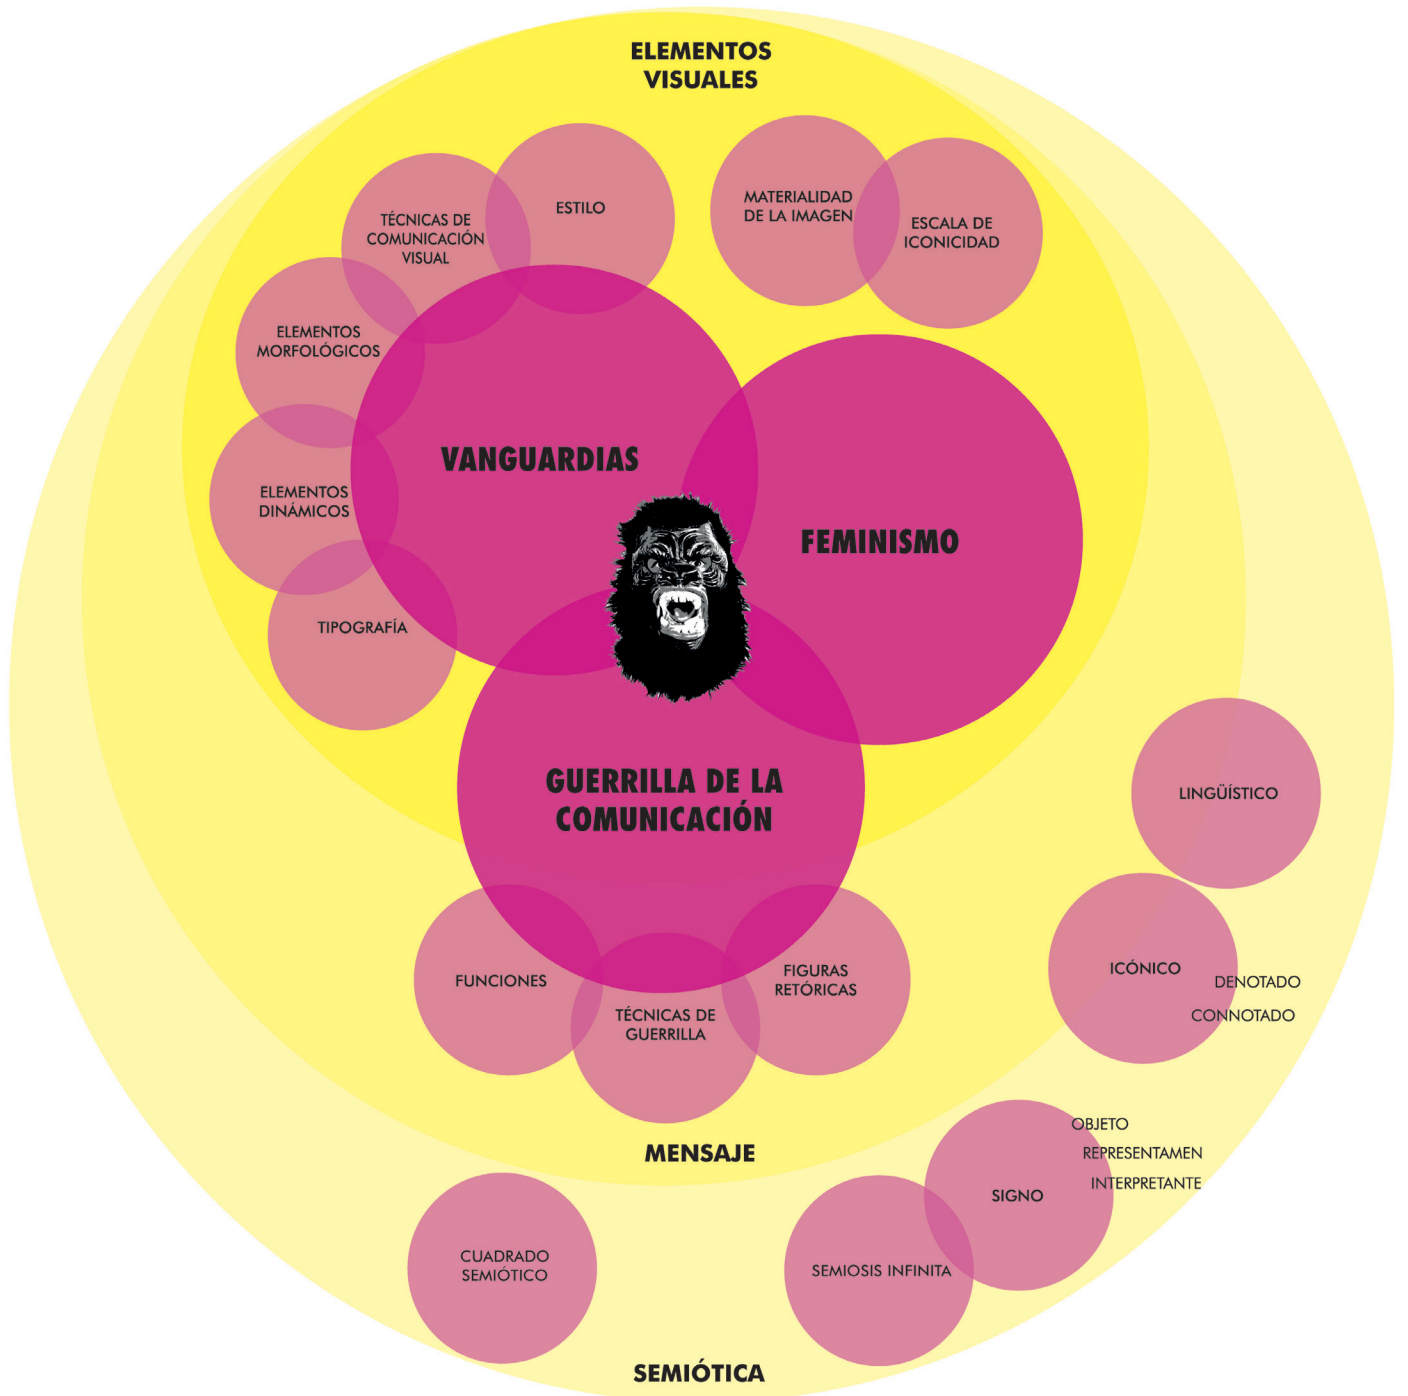 ELEMENTOS
VISUALES
ESTILO
TÉCNICAS DE
COMUNICACIÓN
VISUAL
MATERIALIDAD
DE LA IMAGEN
ESCALA DE
ICONICIDAD
ELEMENTOS
MORFOLÓGICOS
ELEMENTOS
DINÁMICOS
TIPOGRAFÍA
VANGUARDIAS
FEMINISMO
GUERRILLA DE LA
COMUNICACIÓN
FUNCIONES
TÉCNICAS DE
GUERRILLA
FIGURAS
RETÓRICAS
LINGÜÍSTICO
ICÓNICO
DENOTADO
CONNOTADO
MENSAJE
OBJETO
REPRESENTAMEN
INTERPRETANTE
SIGNO
SEMIOSIS INFINITA
CUADRADO
SEMIÓTICO
SEMIÓTICA